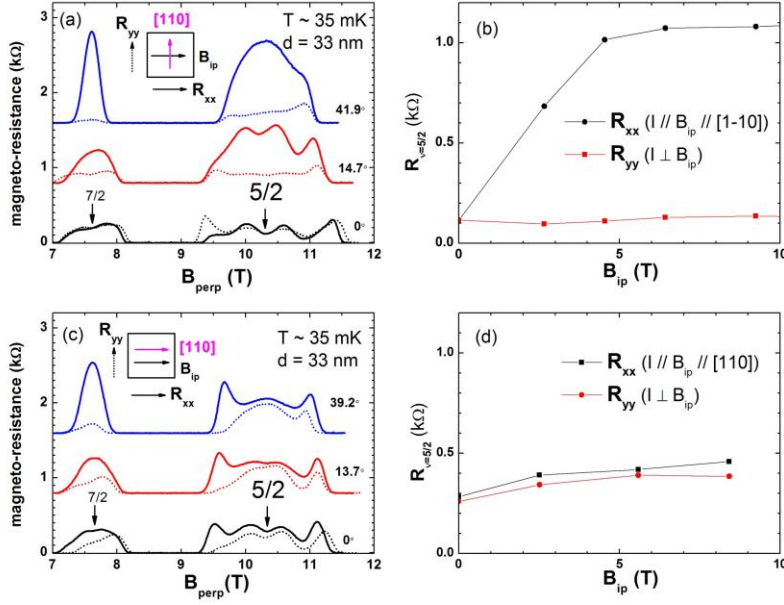 (a)
R_yy
[110]
B_ip
R_xx
T ~ 35 mK
d = 33 nm
41.9°
14.7°
7/2
5/2
0°
magneto-resistance (kΩ)
0
1
2
3
7 8 9 10 11 12
B_perp (T)
(b)
R_ν=5/2 (kΩ)
0.0
0.5
1.0
R_xx (I // B_ip // [1-10])
R_yy (I ⊥ B_ip)
0 5 10
B_ip (T)
(c)
R_yy
[110]
B_ip
R_xx
T ~ 35 mK
d = 33 nm
39.2°
13.7°
7/2
5/2
0°
magneto-resistance (kΩ)
0
1
2
3
7 8 9 10 11 12
B_perp (T)
(d)
R_ν=5/2 (kΩ)
0.0
0.5
1.0
R_xx (I // B_ip // [110])
R_yy (I ⊥ B_ip)
0 5 10
B_ip (T)